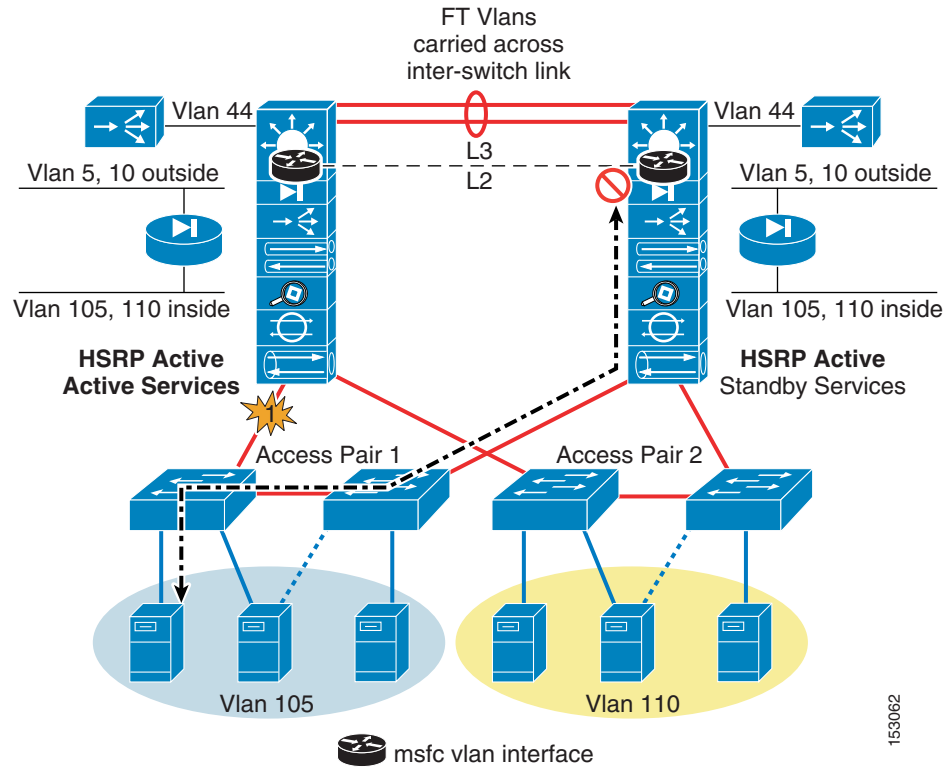 FT Vlans
carried across
inter-switch link
Vlan 44
Vlan 44
L3
L2
Vlan 5, 10 outside
Vlan 5, 10 outside
Vlan 105, 110 inside
Vlan 105, 110 inside
HSRP Active
Active Services
HSRP Active
Standby Services
1
Access Pair 1
Access Pair 2
Vlan 105
Vlan 110
153062
msfc vlan interface